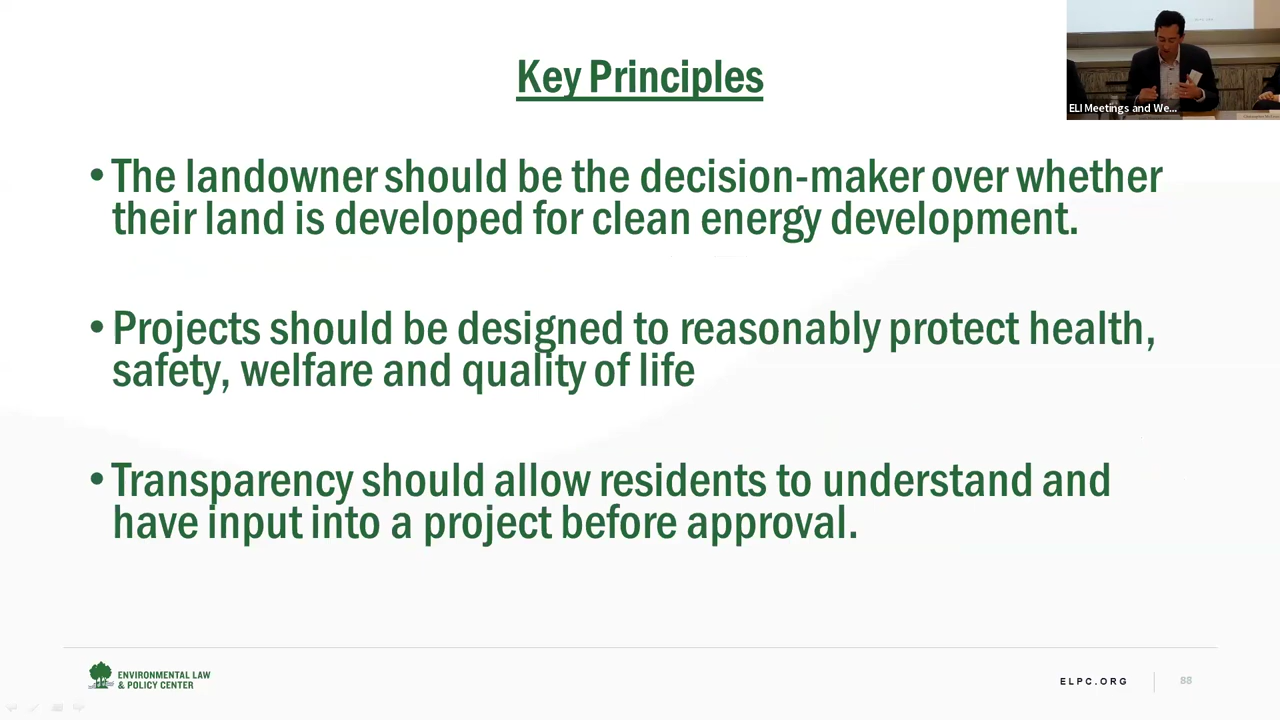 Key Principles
ELI Meetings and We...
• The landowner should be the decision-maker over whether
their land is developed for clean energy development.
• Projects should be designed to reasonably protect health,
safety, welfare and quality of life
• Transparency should allow residents to understand and
have input into a project before approval.
ENVIRONMENTAL LAW
& POLICY CENTER
ELPC.ORG
88